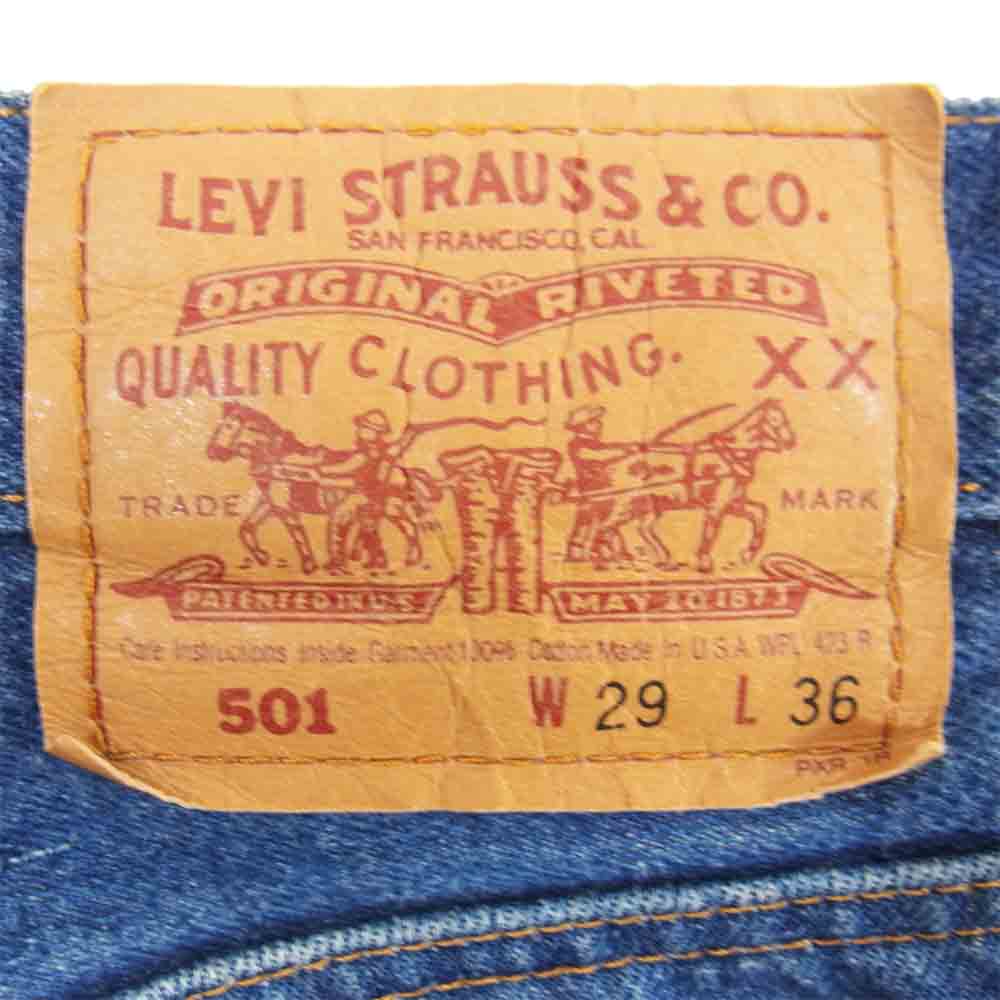 LEVI STRAUSS & CO.
SAN FRANCISCO, CAL.
ORIGINAL RIVETED
QUALITY CLOTHING. XX
TRADE MARK
PATENTED IN U.S. MAY 20 1873
Care Instructions Inside Garment 100% Cotton Made in U.S.A. WPL 423 R
501 W 29 L 36
PXR